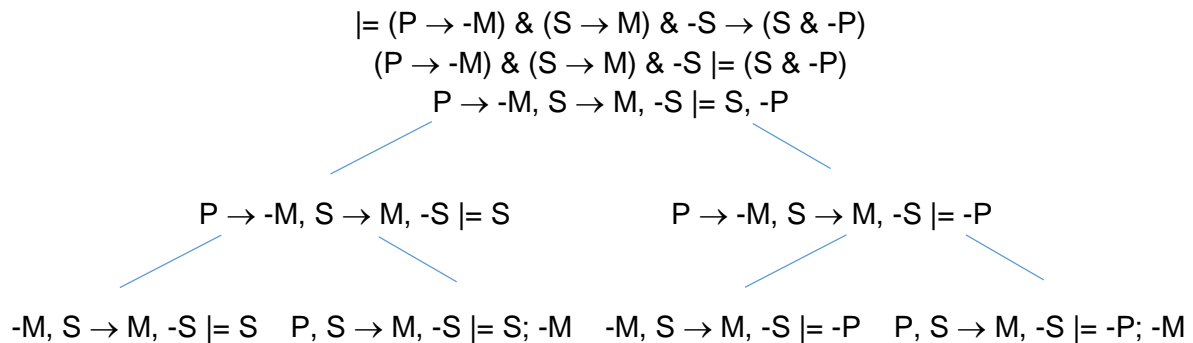 |= (P → -M) & (S → M) & -S → (S & -P)
(P → -M) & (S → M) & -S |= (S & -P)
P → -M, S → M, -S |= S, -P
P → -M, S → M, -S |= S P → -M, S → M, -S |= -P
-M, S → M, -S |= S P, S → M, -S |= S; -M -M, S → M, -S |= -P P, S → M, -S |= -P; -M